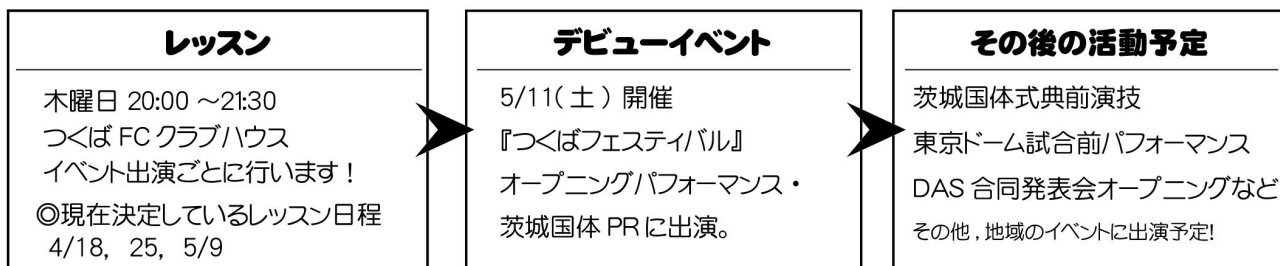 レッスン
木曜日 20:00 ～21:30
つくば FC クラブハウス
イベント出演ごとに行います！
◎現在決定しているレッスン日程
4/18, 25, 5/9
デビューイベント
5/11(土) 開催
『つくばフェスティバル』
オープニングパフォーマンス・
茨城国体 PR に出演。
その後の活動予定
茨城国体式典前演技
東京ドーム試合前パフォーマンス
DAS 合同発表会オープニングなど
その他,地域のイベントに出演予定!